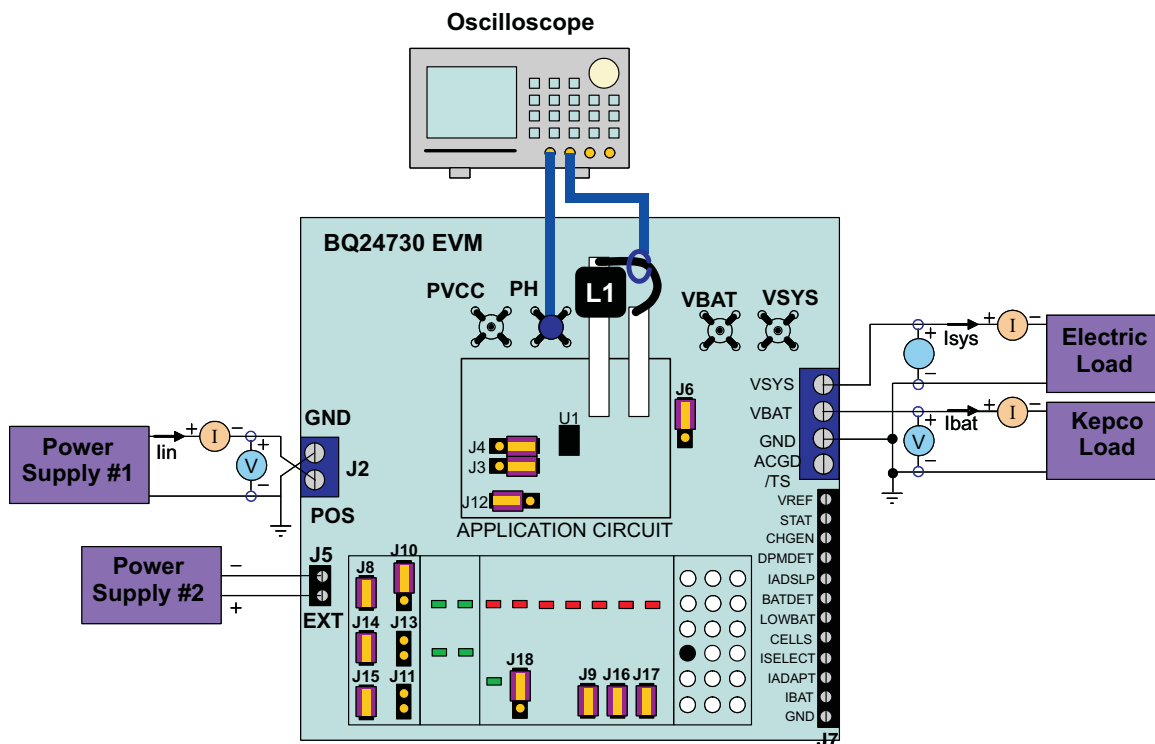 Oscilloscope
BQ24730 EVM
PVCC
PH
L1
VBAT
VSYS
+
Isys
+
I
−
Electric
Load
−
VSYS
VBAT
GND
ACGD
/TS
+
V
−
Ibat
+
I
−
Kepco
Load
J6
U1
J4
J3
J12
APPLICATION CIRCUIT
Power
Supply #1
Iin
+
I
−
+
V
−
GND
J2
POS
Power
Supply #2
−
+
J5
EXT
J8
J10
J14
J13
J15
J11
J18
J9
J16
J17
VREF
STAT
CHGEN
DPMDET
IADSLP
BATDET
LOWBAT
CELLS
ISELECT
IADAPT
IBAT
GND
J7